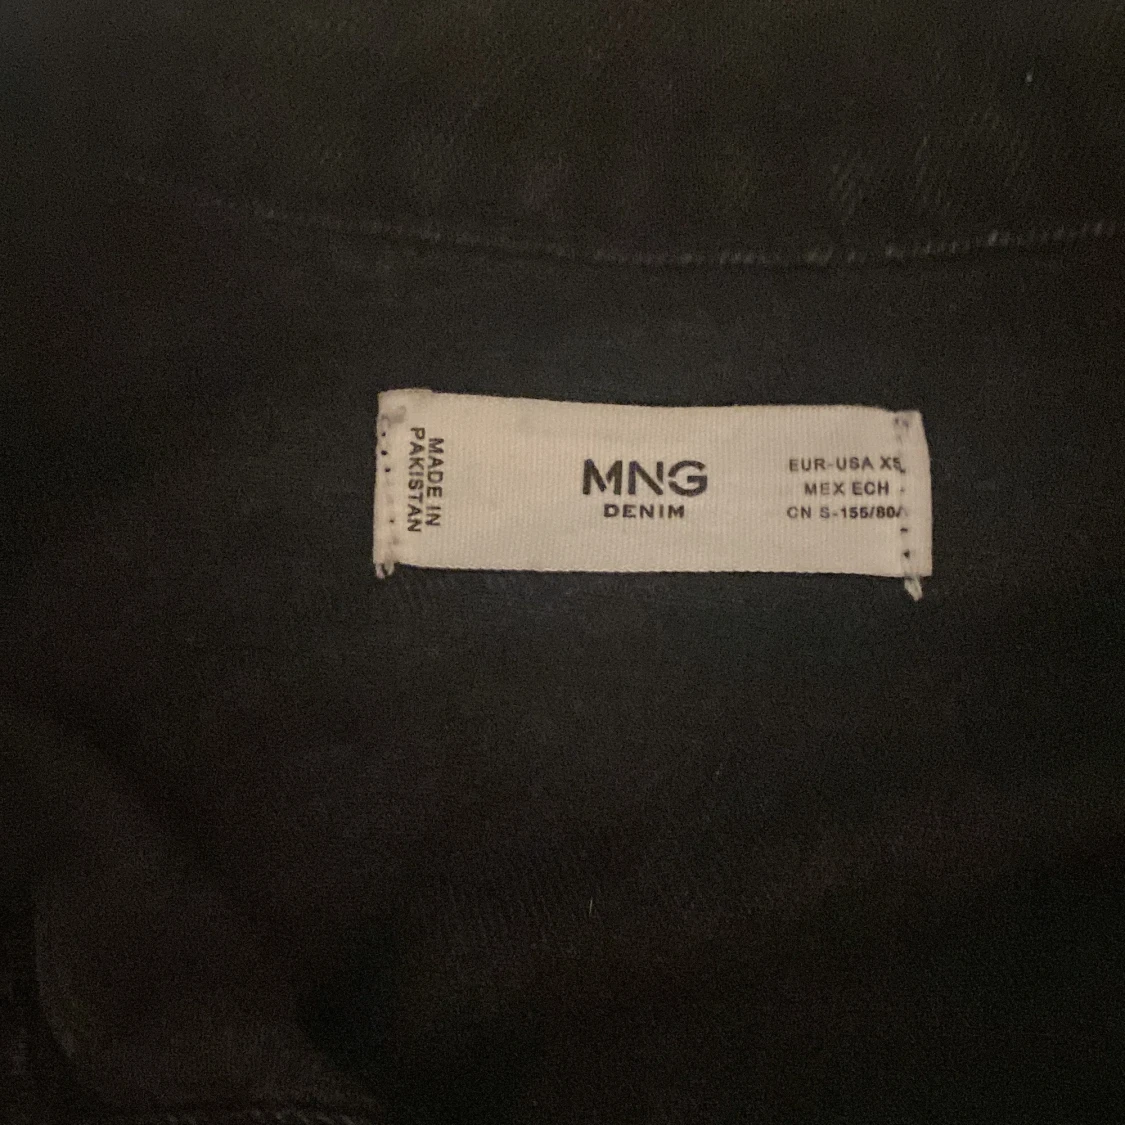 MADE IN
PAKISTAN
MNG
DENIM
EUR-USA XS
MEX ECH
CN S-155/80